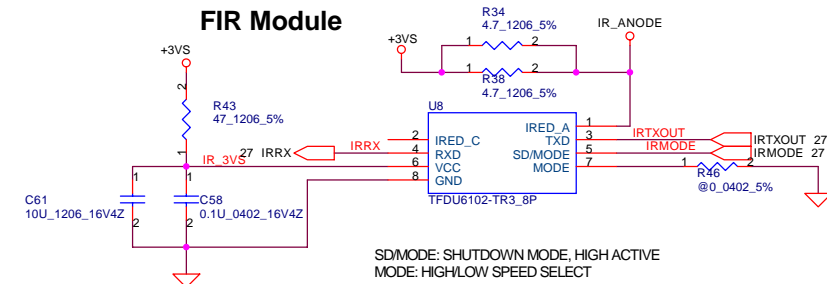 FIR Module
R34
4.7_1206_5%
+3VS
1
2
IR_ANODE
+3VS
1
2
R38
4.7_1206_5%
2
R43
47_1206_5%
1
U8
2
IRED_C
IRED_A
1
27
IRRX
IRRX
4
RXD
TXD
3
IRTXOUT
IRTXOUT 27
IR_3VS
6
VCC
SD/MODE
5
IRMODE
IRMODE 27
8
GND
MODE
7
1
2
R46
@0_0402_5%
TFDU6102-TR3_8P
C61
10U_1206_16V4Z
1
2
1
2
C58
0.1U_0402_16V4Z
SD/MODE: SHUTDOWN MODE, HIGH ACTIVE
MODE: HIGH/LOW SPEED SELECT